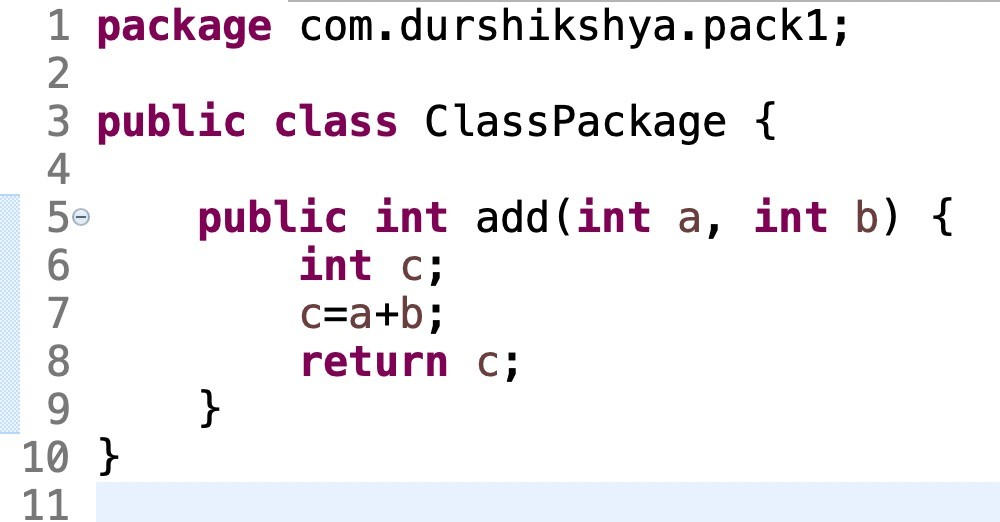 1 package com.durshikshya.pack1;
2
3 public class ClassPackage {
4
5 public int add(int a, int b) {
6 int c;
7 c=a+b;
8 return c;
9 }
10 }
11